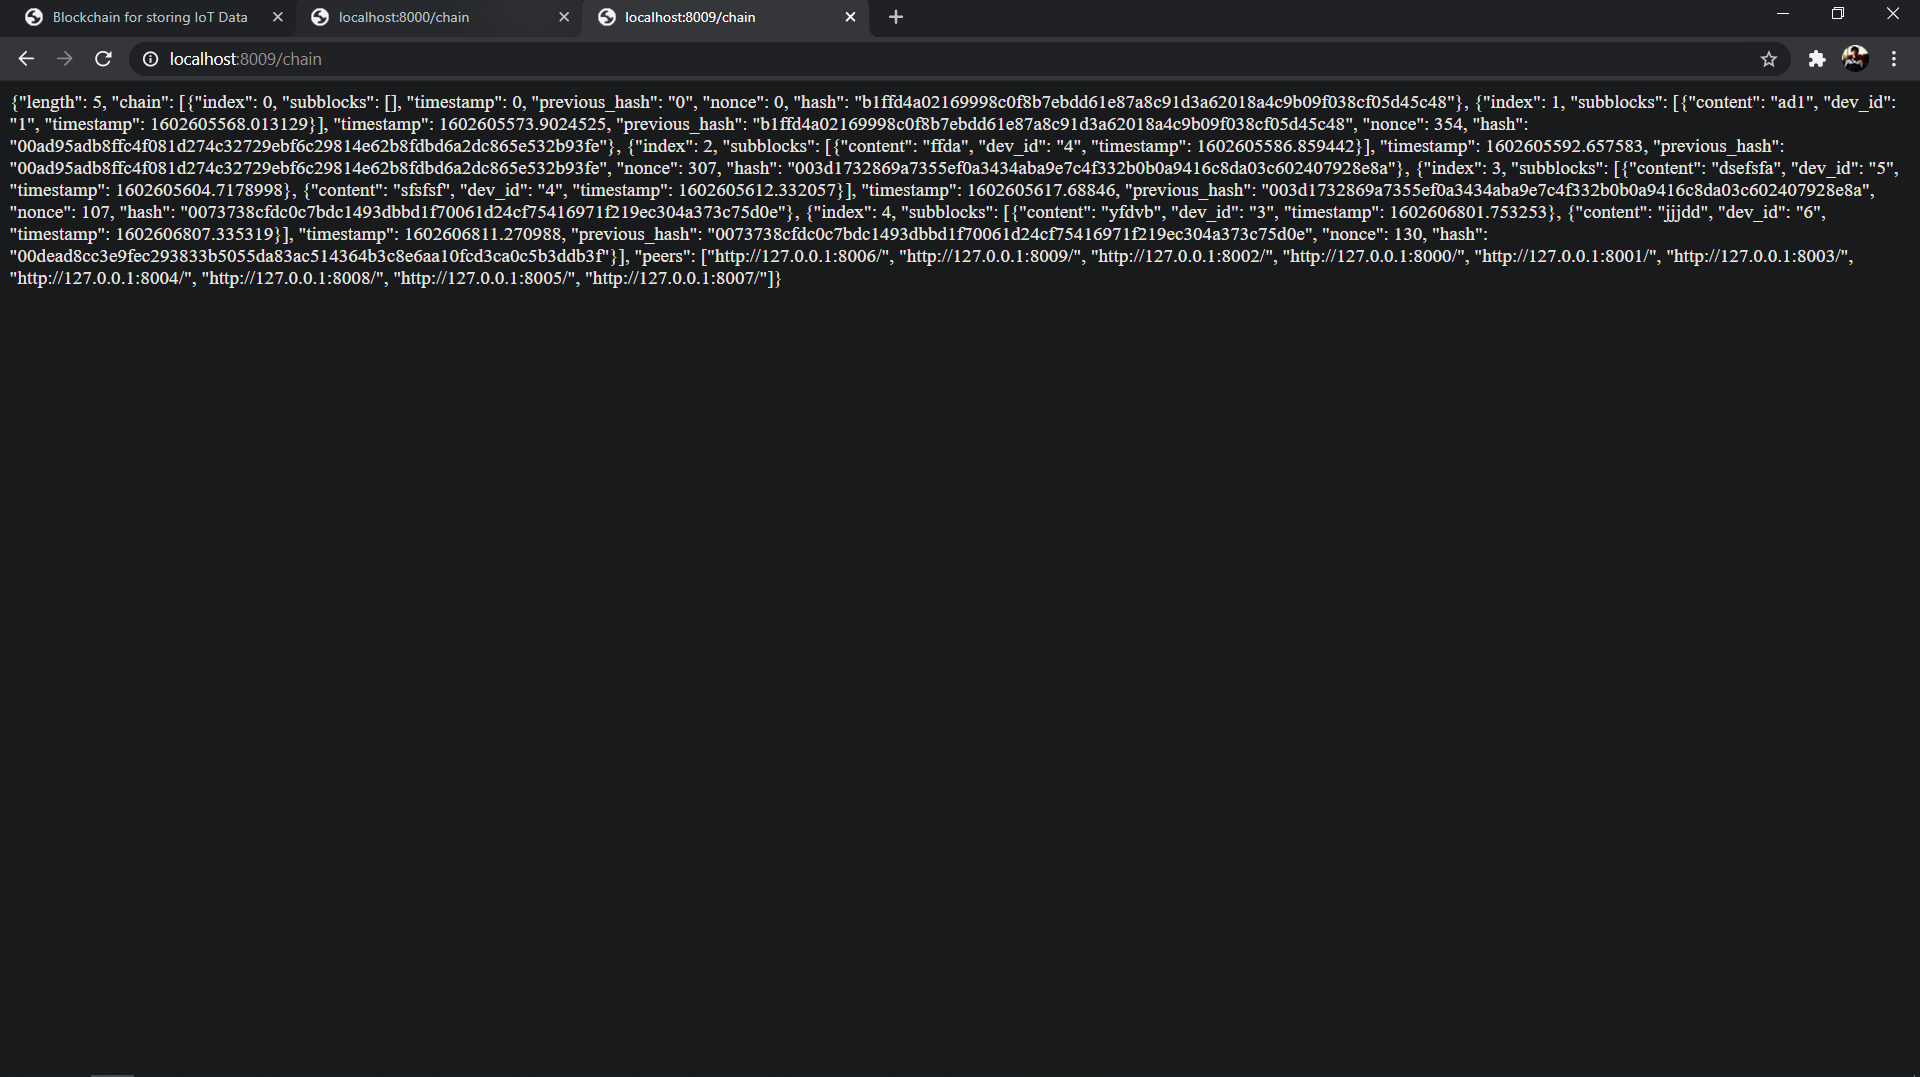 Blockchain for storing IoT Data
localhost:8000/chain
localhost:8009/chain
localhost:8009/chain
{"length": 5, "chain": [{"index": 0, "subblocks": [], "timestamp": 0, "previous_hash": "0", "nonce": 0, "hash": "b1ffd4a02169998c0f8b7ebdd61e87a8c91d3a62018a4c9b09f038cf05d45c48"}, {"index": 1, "subblocks": [{"content": "ad1", "dev_id":
"1", "timestamp": 1602605568.013129}], "timestamp": 1602605573.9024525, "previous_hash": "b1ffd4a02169998c0f8b7ebdd61e87a8c91d3a62018a4c9b09f038cf05d45c48", "nonce": 354, "hash":
"00ad95adb8ffc4f081d274c32729ebf6c29814e62b8fdbd6a2dc865e532b93fe"}, {"index": 2, "subblocks": [{"content": "ffda", "dev_id": "4", "timestamp": 1602605586.859442}], "timestamp": 1602605592.657583, "previous_hash":
"00ad95adb8ffc4f081d274c32729ebf6c29814e62b8fdbd6a2dc865e532b93fe", "nonce": 307, "hash": "003d1732869a7355ef0a3434aba9e7c4f332b0b0a9416c8da03c602407928e8a"}, {"index": 3, "subblocks": [{"content": "dsefsfa", "dev_id": "5",
"timestamp": 1602605604.7178998}, {"content": "sfsfsf", "dev_id": "4", "timestamp": 1602605612.332057}], "timestamp": 1602605617.68846, "previous_hash": "003d1732869a7355ef0a3434aba9e7c4f332b0b0a9416c8da03c602407928e8a",
"nonce": 107, "hash": "0073738cfdc0c7bdc1493dbbd1f70061d24cf75416971f219ec304a373c75d0e"}, {"index": 4, "subblocks": [{"content": "yfdvb", "dev_id": "3", "timestamp": 1602606801.753253}, {"content": "jjjdd", "dev_id": "6",
"timestamp": 1602606807.335319}], "timestamp": 1602606811.270988, "previous_hash": "0073738cfdc0c7bdc1493dbbd1f70061d24cf75416971f219ec304a373c75d0e", "nonce": 130, "hash":
"00dead8cc3e9fec293833b5055da83ac514364b3c8e6aa10fcd3ca0c5b3ddb3f"}], "peers": ["http://127.0.0.1:8006/", "http://127.0.0.1:8009/", "http://127.0.0.1:8002/", "http://127.0.0.1:8000/", "http://127.0.0.1:8001/", "http://127.0.0.1:8003/",
"http://127.0.0.1:8004/", "http://127.0.0.1:8008/", "http://127.0.0.1:8005/", "http://127.0.0.1:8007/"]}